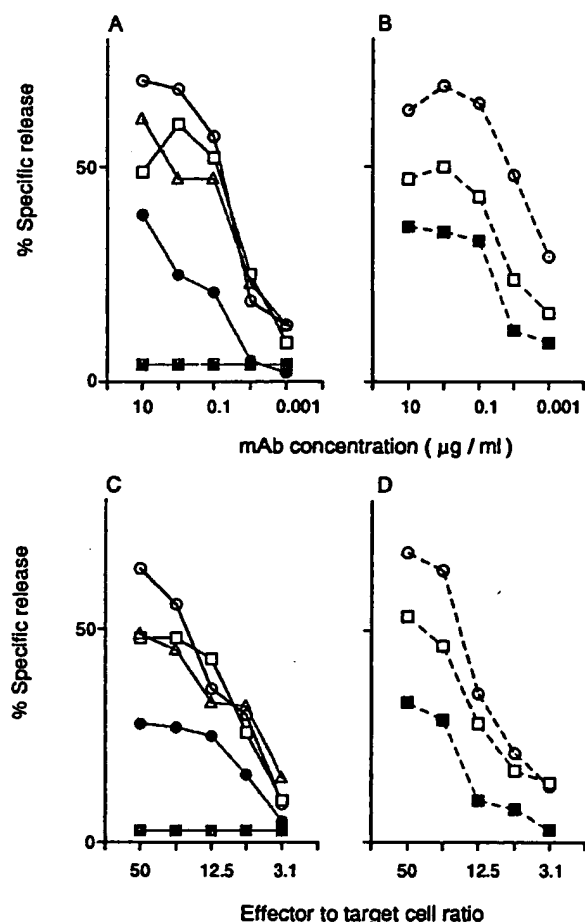 A
B
% Specific release
50
0
10
0.1
0.001
10
0.1
0.001
mAb concentration ( µg / ml)
C
D
% Specific release
50
0
50
12.5
3.1
50
12.5
3.1
Effector to target cell ratio